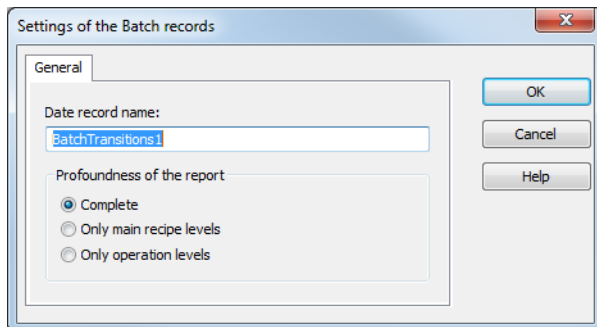 Settings of the Batch records
General
OK
Date record name:
BatchTransitions1
Cancel
Profoundness of the report
Help
Complete
Only main recipe levels
Only operation levels